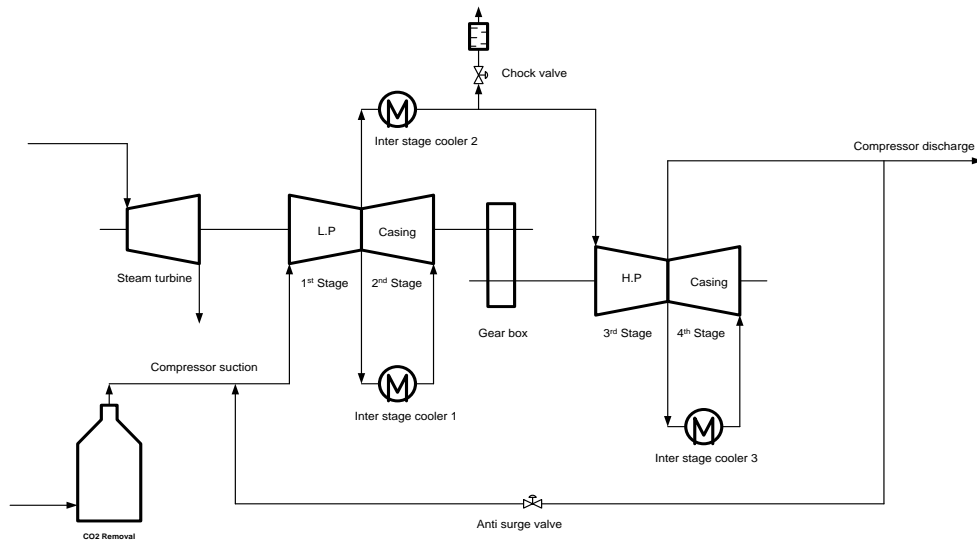 Chock valve
Inter stage cooler 2
Compressor discharge
L.P
Casing
Steam turbine
1st Stage
2nd Stage
H.P
Casing
Gear box
3rd Stage
4th Stage
Compressor suction
Inter stage cooler 1
Inter stage cooler 3
Anti surge valve
CO2 Removal